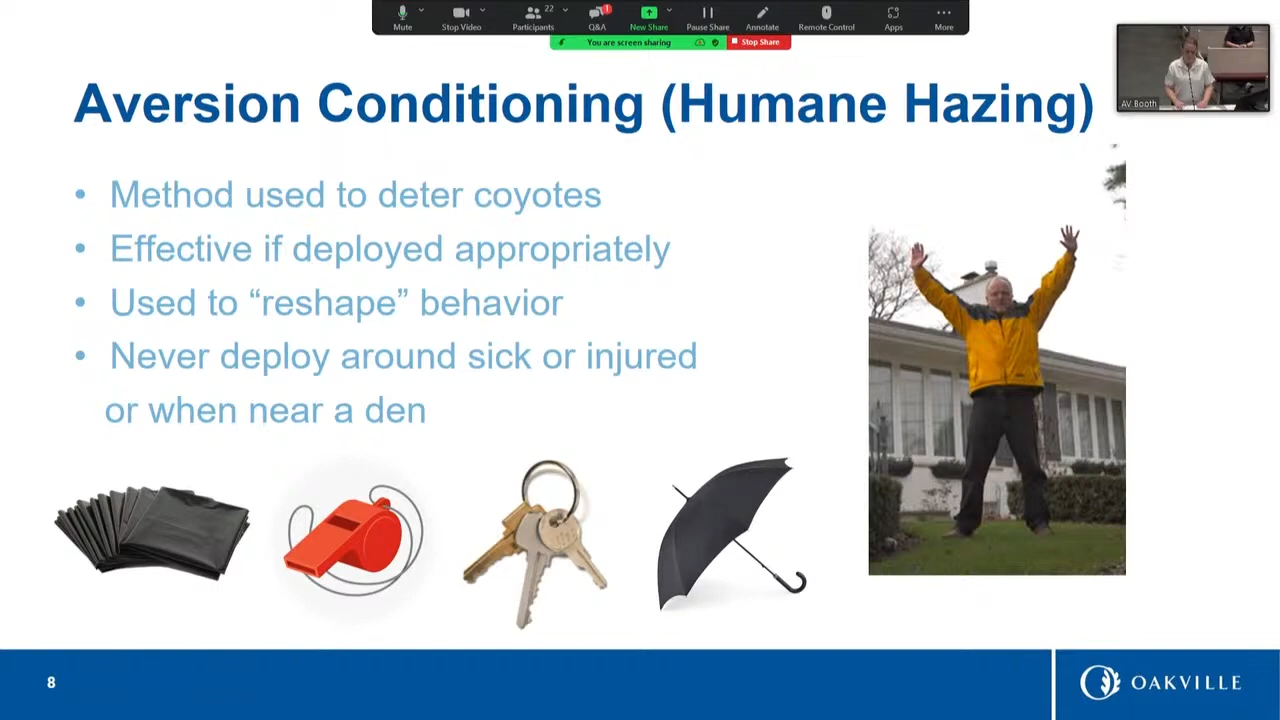 22
Mute
Stop Video
Participants
Q&A
New Share
Pause Share
Annotate
Remote Control
Apps
More
You are screen sharing
Stop Share
AV Booth
Aversion Conditioning (Humane Hazing)
• Method used to deter coyotes
• Effective if deployed appropriately
• Used to “reshape” behavior
• Never deploy around sick or injured
or when near a den
8
OAKVILLE